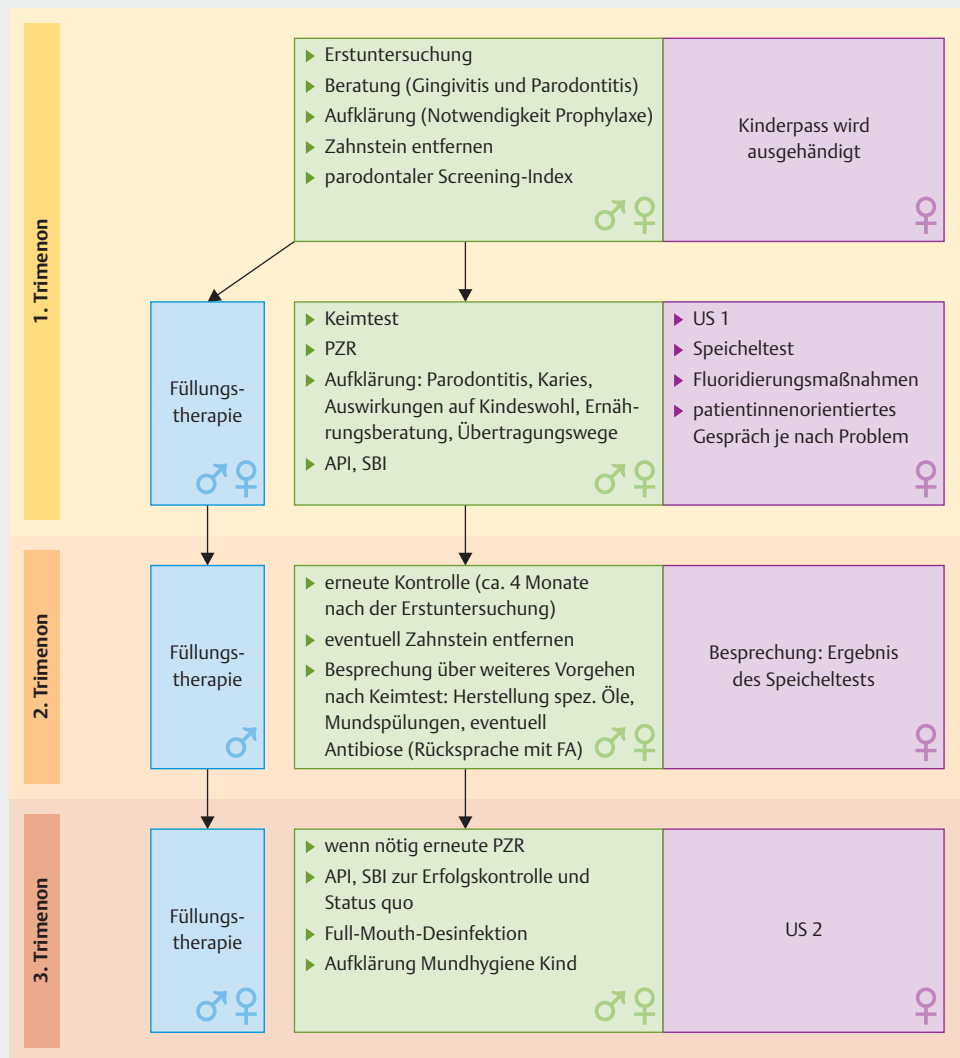 1. Trimenon
▶ Erstuntersuchung
▶ Beratung (Gingivitis und Parodontitis)
▶ Aufklärung (Notwendigkeit Prophylaxe)
▶ Zahnstein entfernen
▶ parodontaler Screening-Index
♂♀
Kinderpass wird
ausgehändigt
♀
Füllungs-
therapie
♂♀
▶ Keimtest
▶ PZR
▶ Aufklärung: Parodontitis, Karies,
Auswirkungen auf Kindeswohl, Ernäh-
rungsberatung, Übertragungswege
▶ API, SBI
♂♀
▶ US 1
▶ Speicheltest
▶ Fluoridierungsmaßnahmen
▶ patientinnenorientiertes
Gespräch je nach Problem
♀
2. Trimenon
Füllungs-
therapie
♂
▶ erneute Kontrolle (ca. 4 Monate
nach der Erstuntersuchung)
▶ eventuell Zahnstein entfernen
▶ Besprechung über weiteres Vorgehen
nach Keimtest: Herstellung spez. Öle,
Mundspülungen, eventuell
Antibiose (Rücksprache mit FA)
♂♀
Besprechung: Ergebnis
des Speicheltests
♀
3. Trimenon
Füllungs-
therapie
♂♀
▶ wenn nötig erneute PZR
▶ API, SBI zur Erfolgskontrolle und
Status quo
▶ Full-Mouth-Desinfektion
▶ Aufklärung Mundhygiene Kind
♂♀
US 2
♀